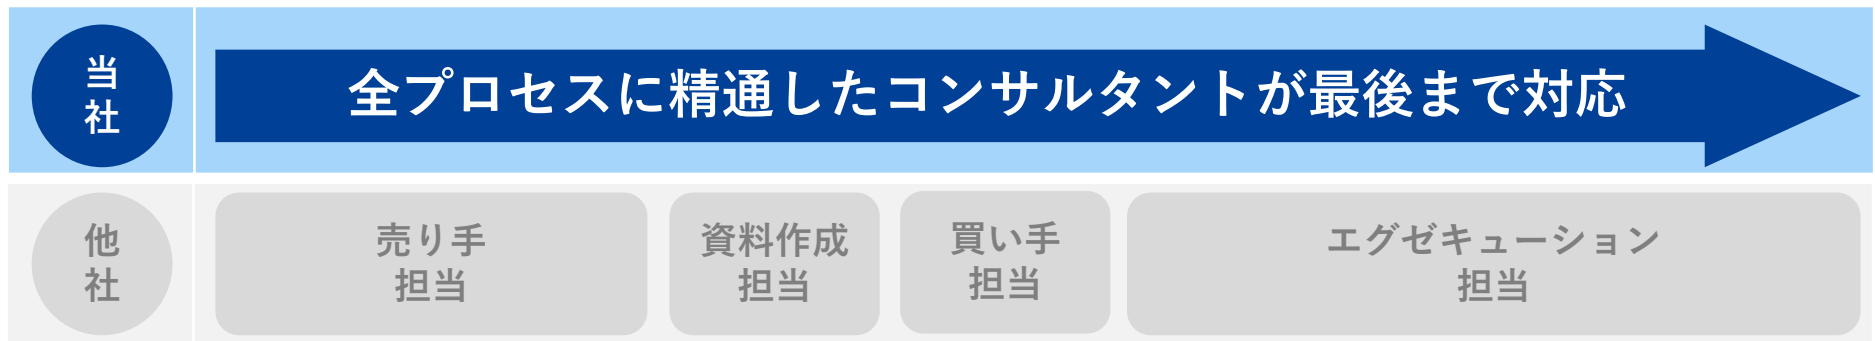 当
社
全プロセスに精通したコンサルタントが最後まで対応
他
社
売り手
担当
資料作成
担当
買い手
担当
エグゼキューション
担当